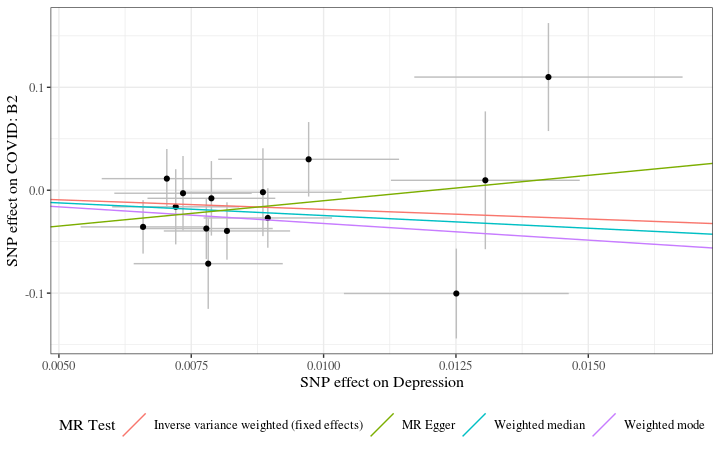 SNP effect on COVID: B2
0.1
0.0
-0.1
0.0050 0.0075 0.0100 0.0125 0.0150
SNP effect on Depression
MR Test Inverse variance weighted (fixed effects) MR Egger Weighted median Weighted mode